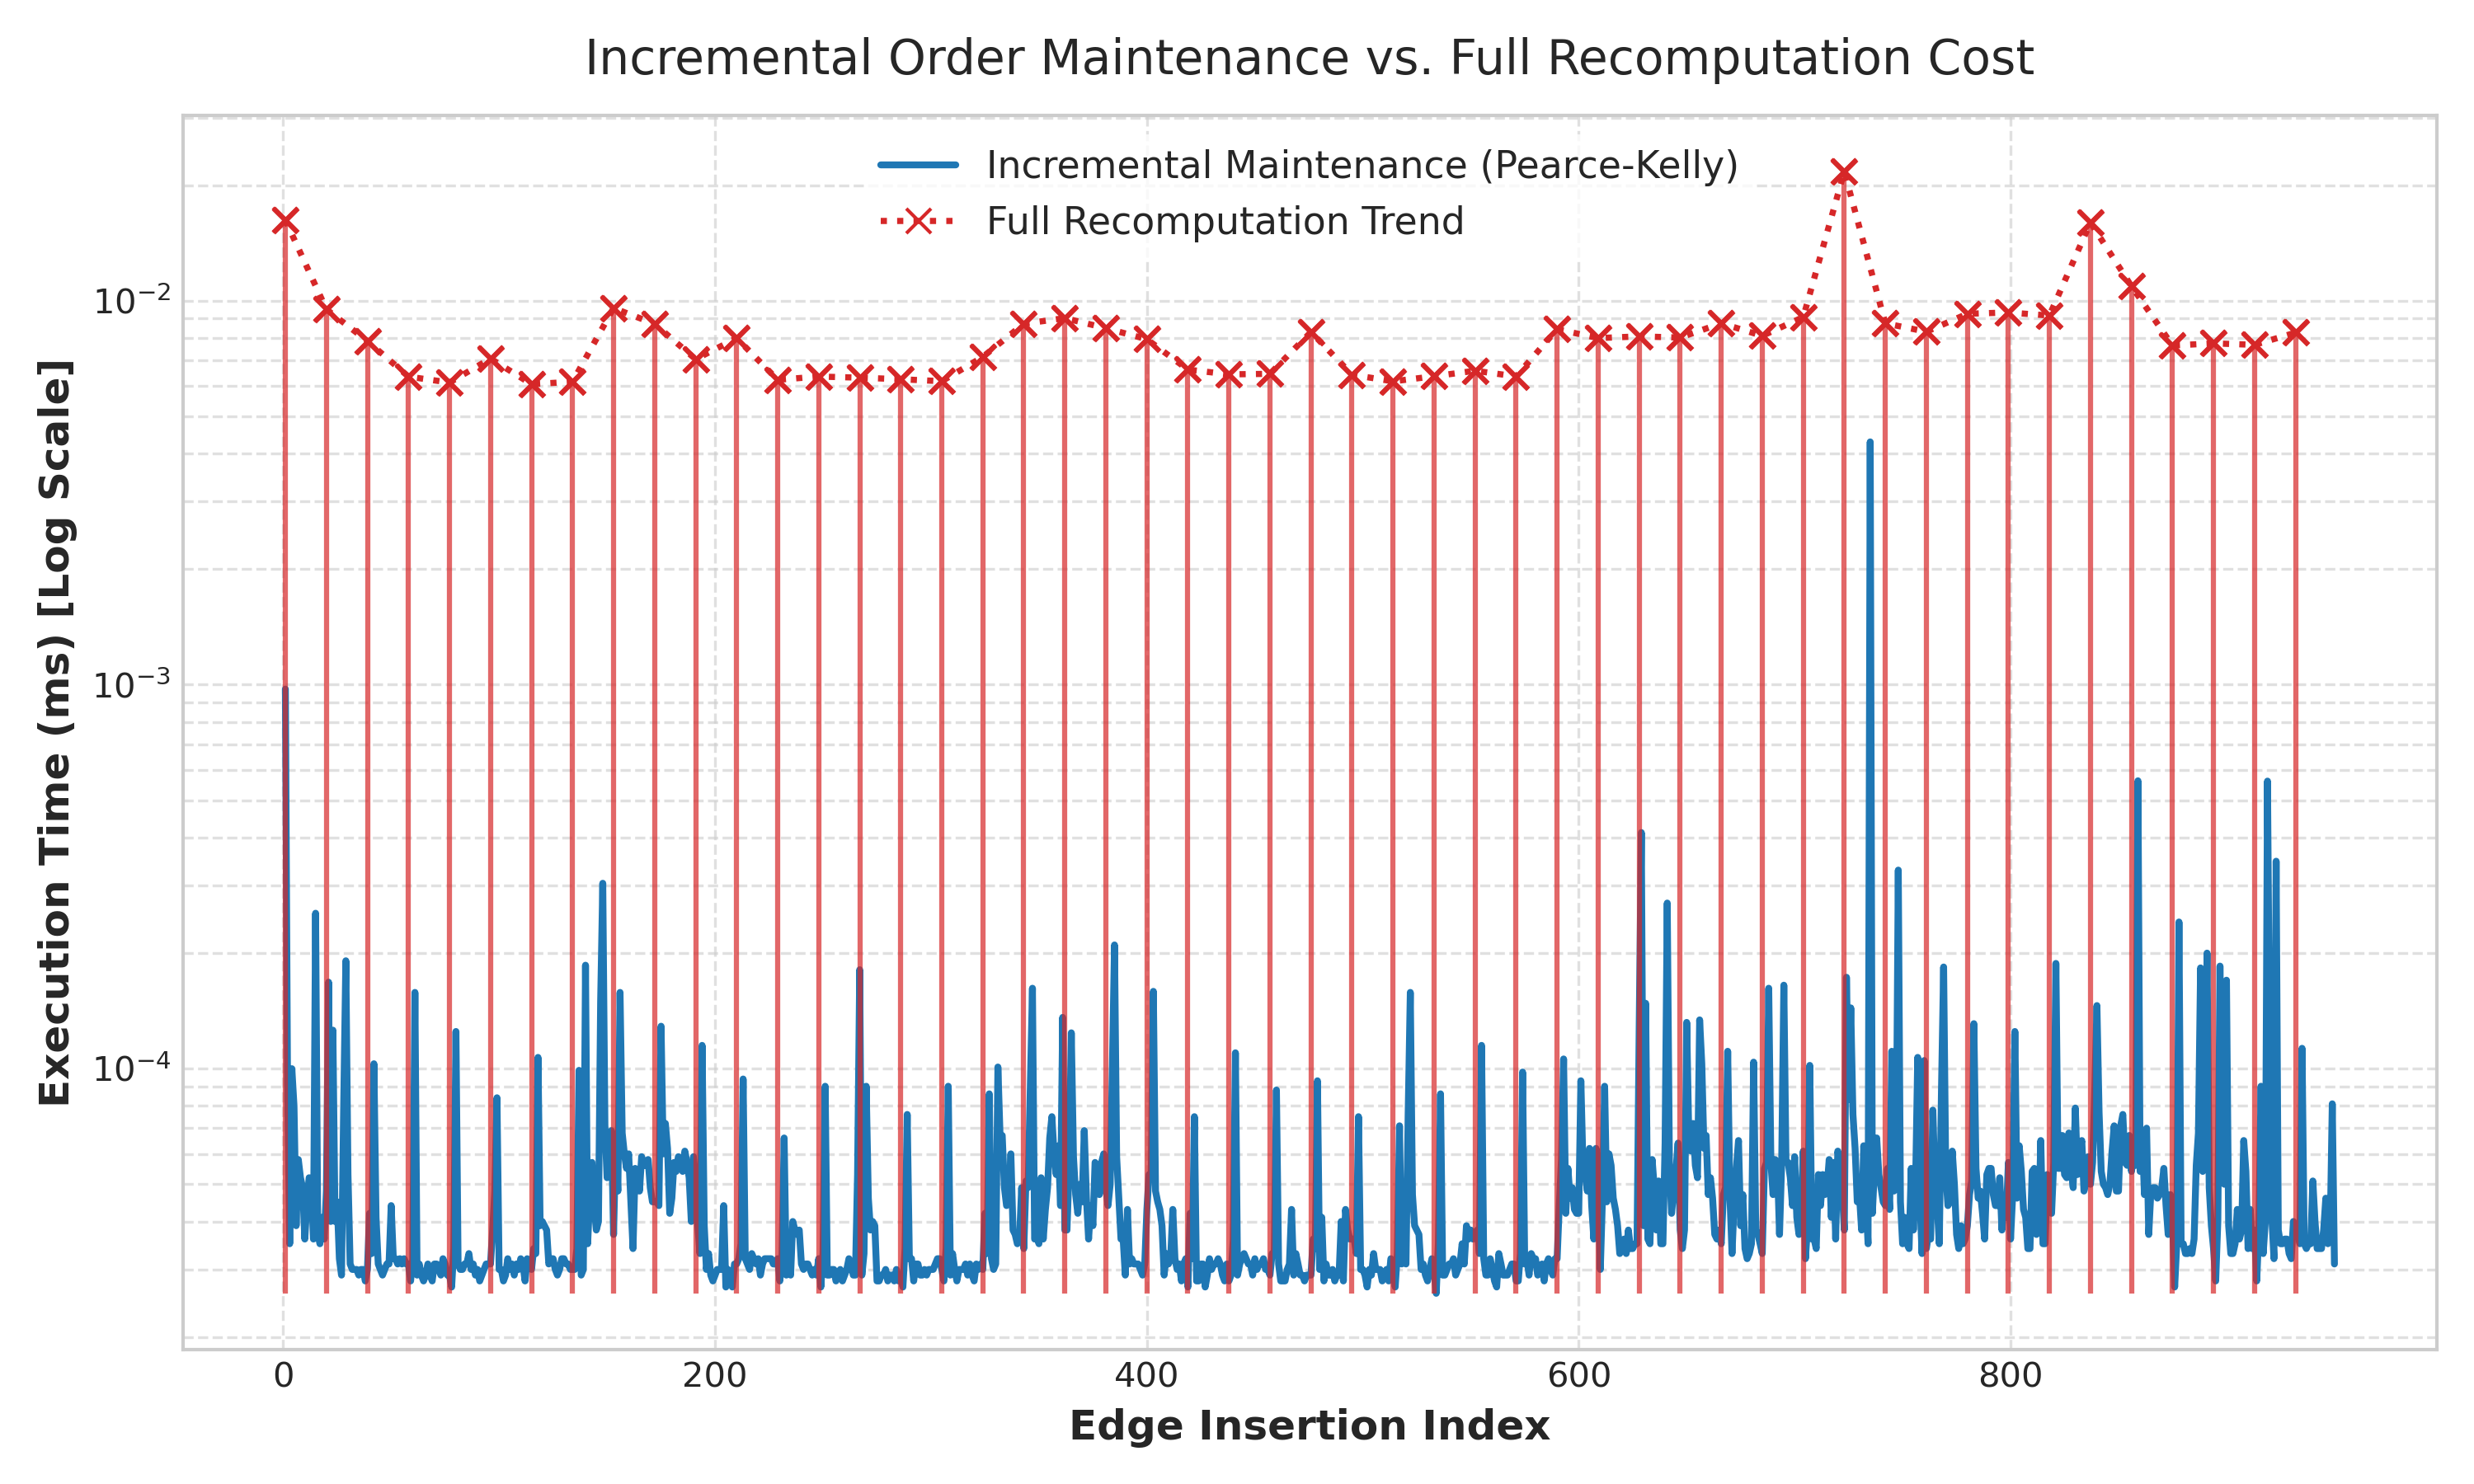 Incremental Order Maintenance vs. Full Recomputation Cost
Incremental Maintenance (Pearce-Kelly)
Full Recomputation Trend
Execution Time (ms) [Log Scale]
10⁻²
10⁻³
10⁻⁴
0 200 400 600 800
Edge Insertion Index